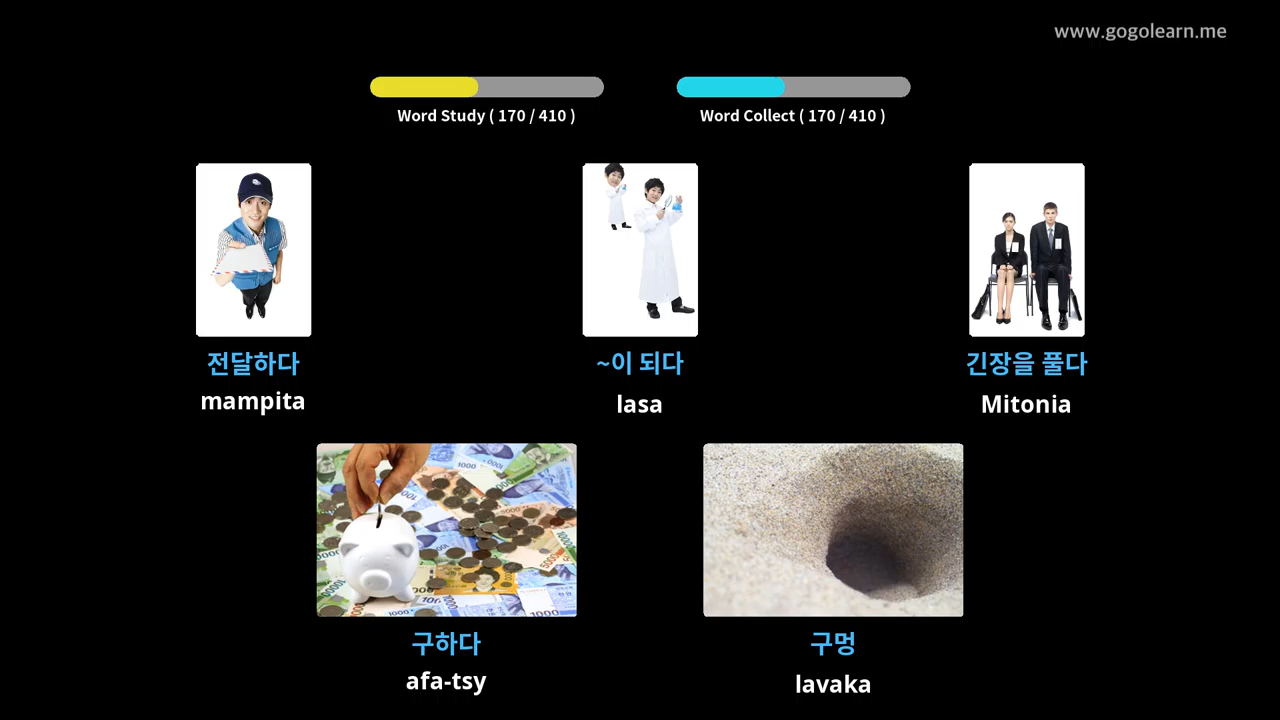 www.gogolearn.me
Word Study ( 170 / 410 )
Word Collect ( 170 / 410 )
전달하다
mampita
~이 되다
lasa
긴장을 풀다
Mitonia
구하다
afa-tsy
구멍
lavaka